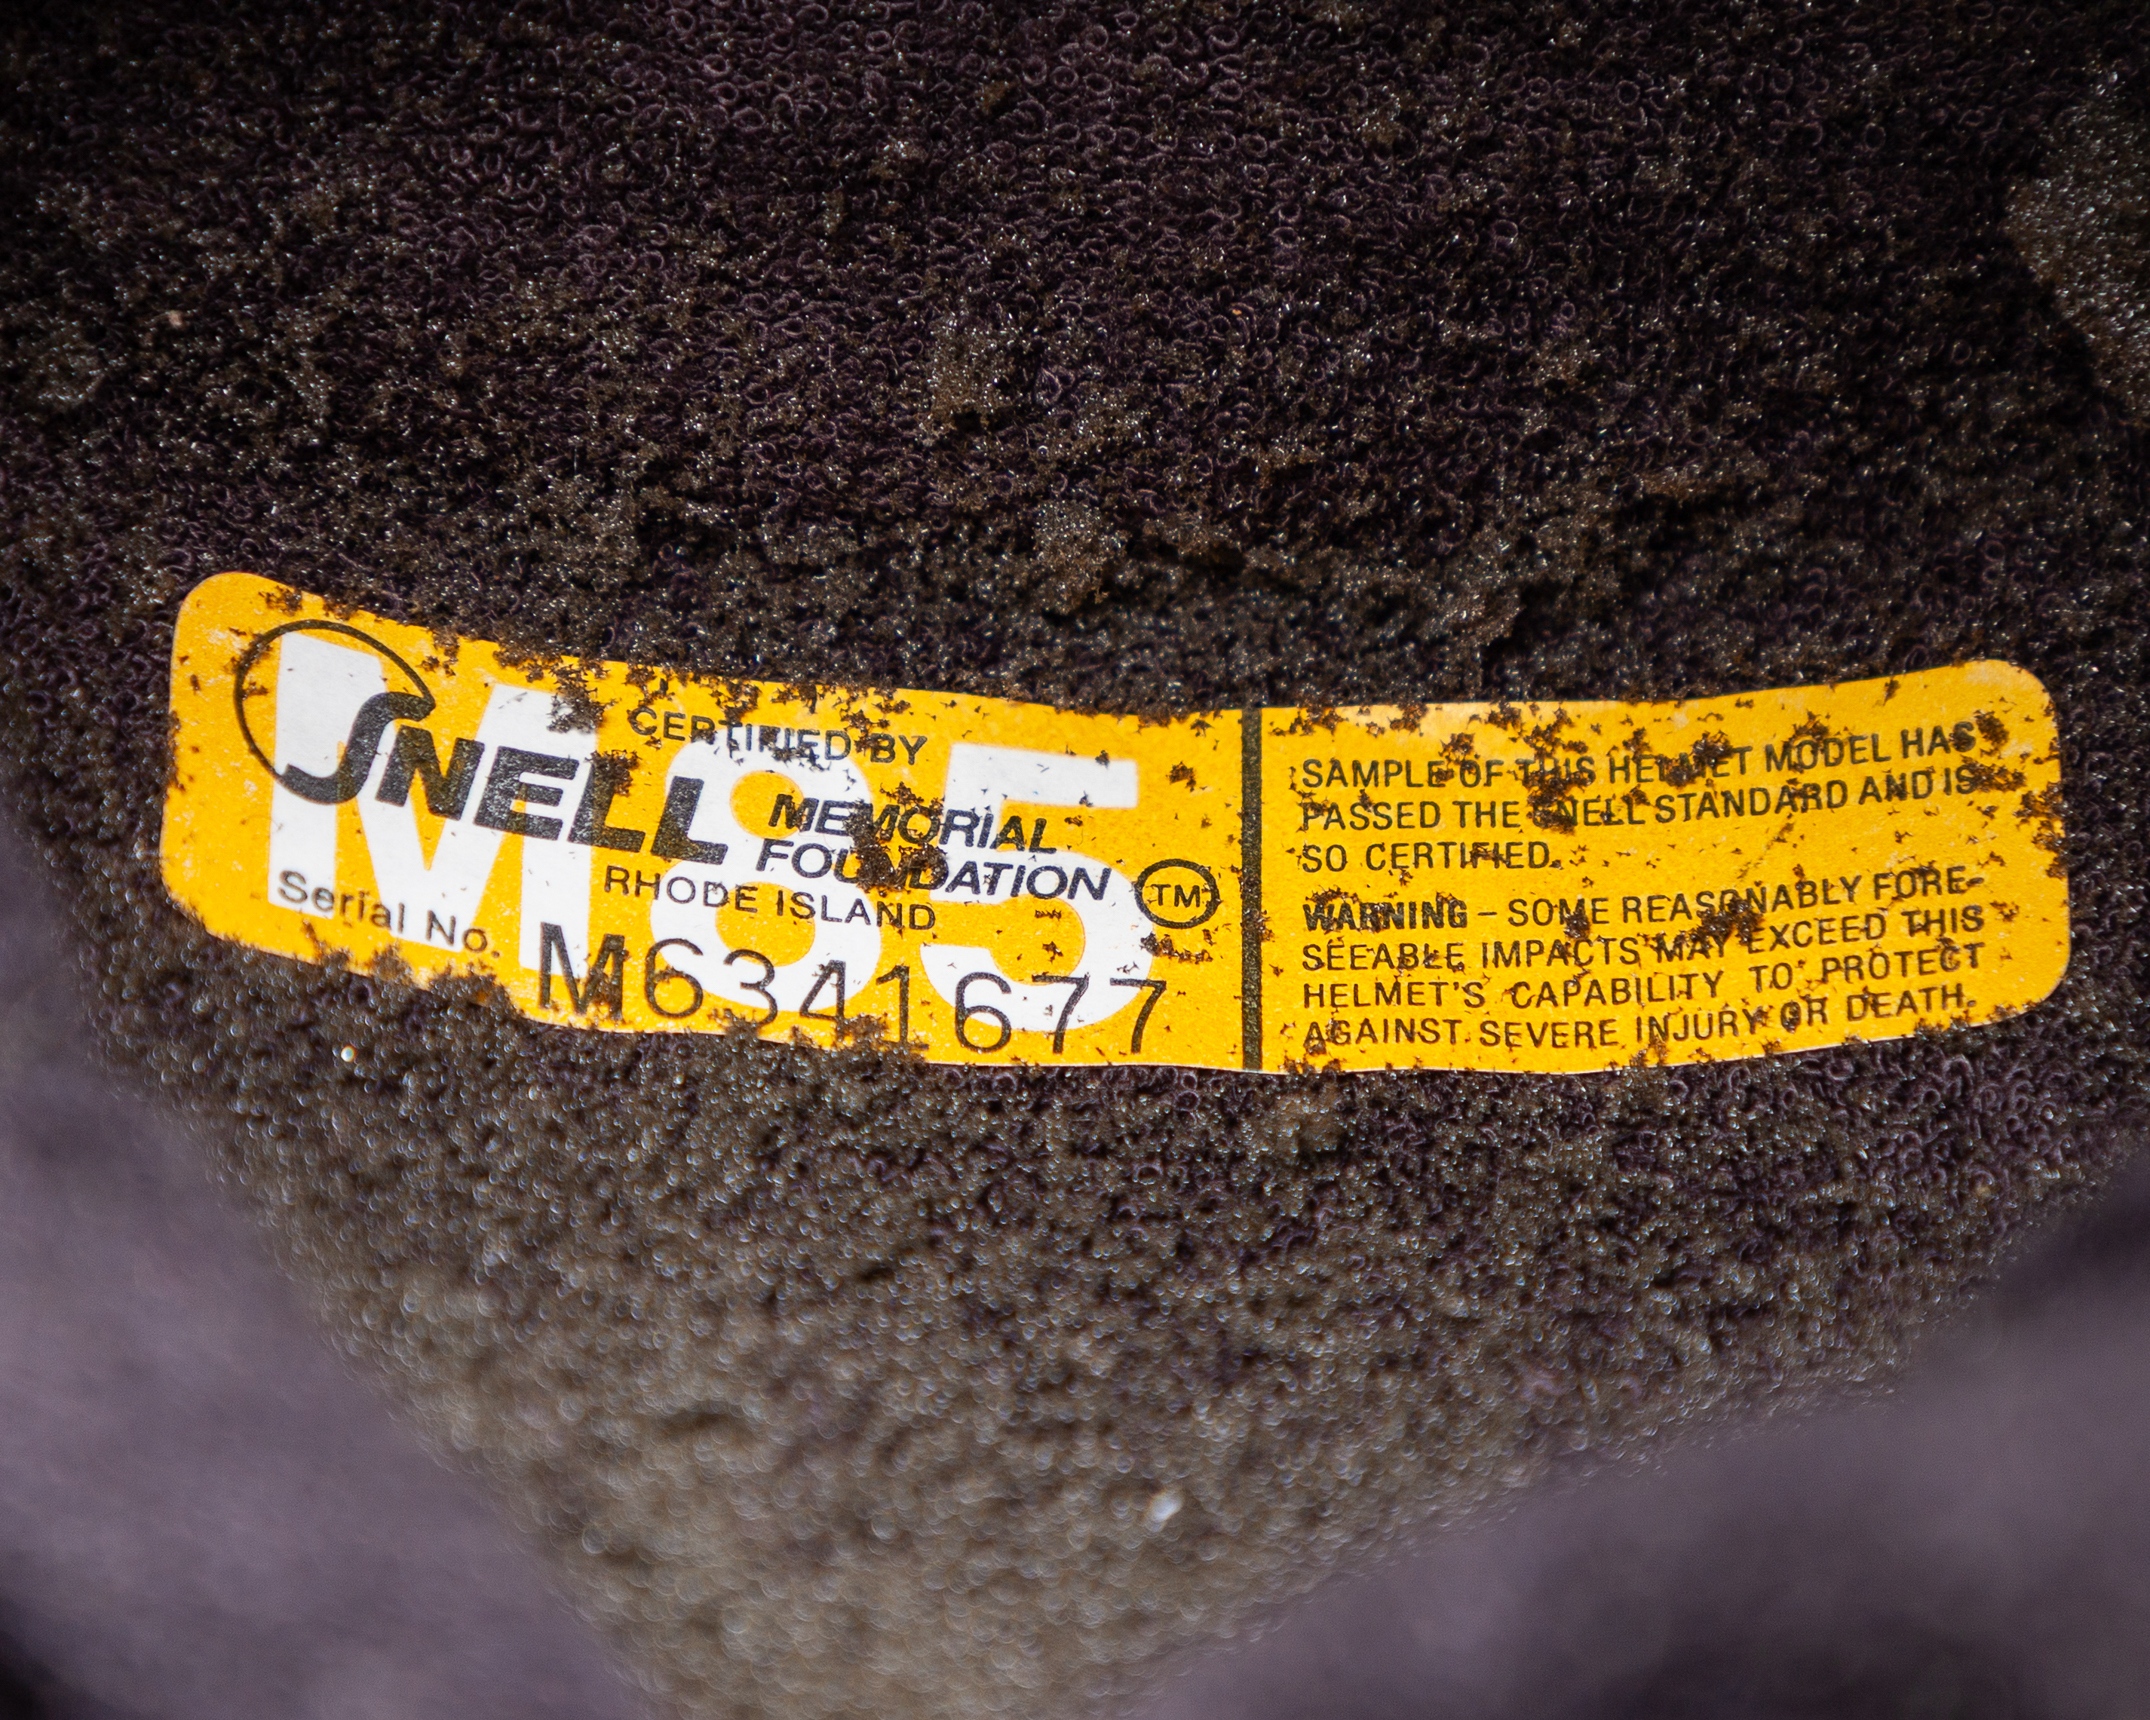 M85
CERTIFIED BY
SNELL MEMORIAL
FOUNDATION TM
RHODE ISLAND
Serial No. M6341677
SAMPLE OF THIS HELMET MODEL HAS
PASSED THE SNELL STANDARD AND IS
SO CERTIFIED.
WARNING – SOME REASONABLY FORE-
SEEABLE IMPACTS MAY EXCEED THIS
HELMET'S CAPABILITY TO PROTECT
AGAINST SEVERE INJURY OR DEATH.